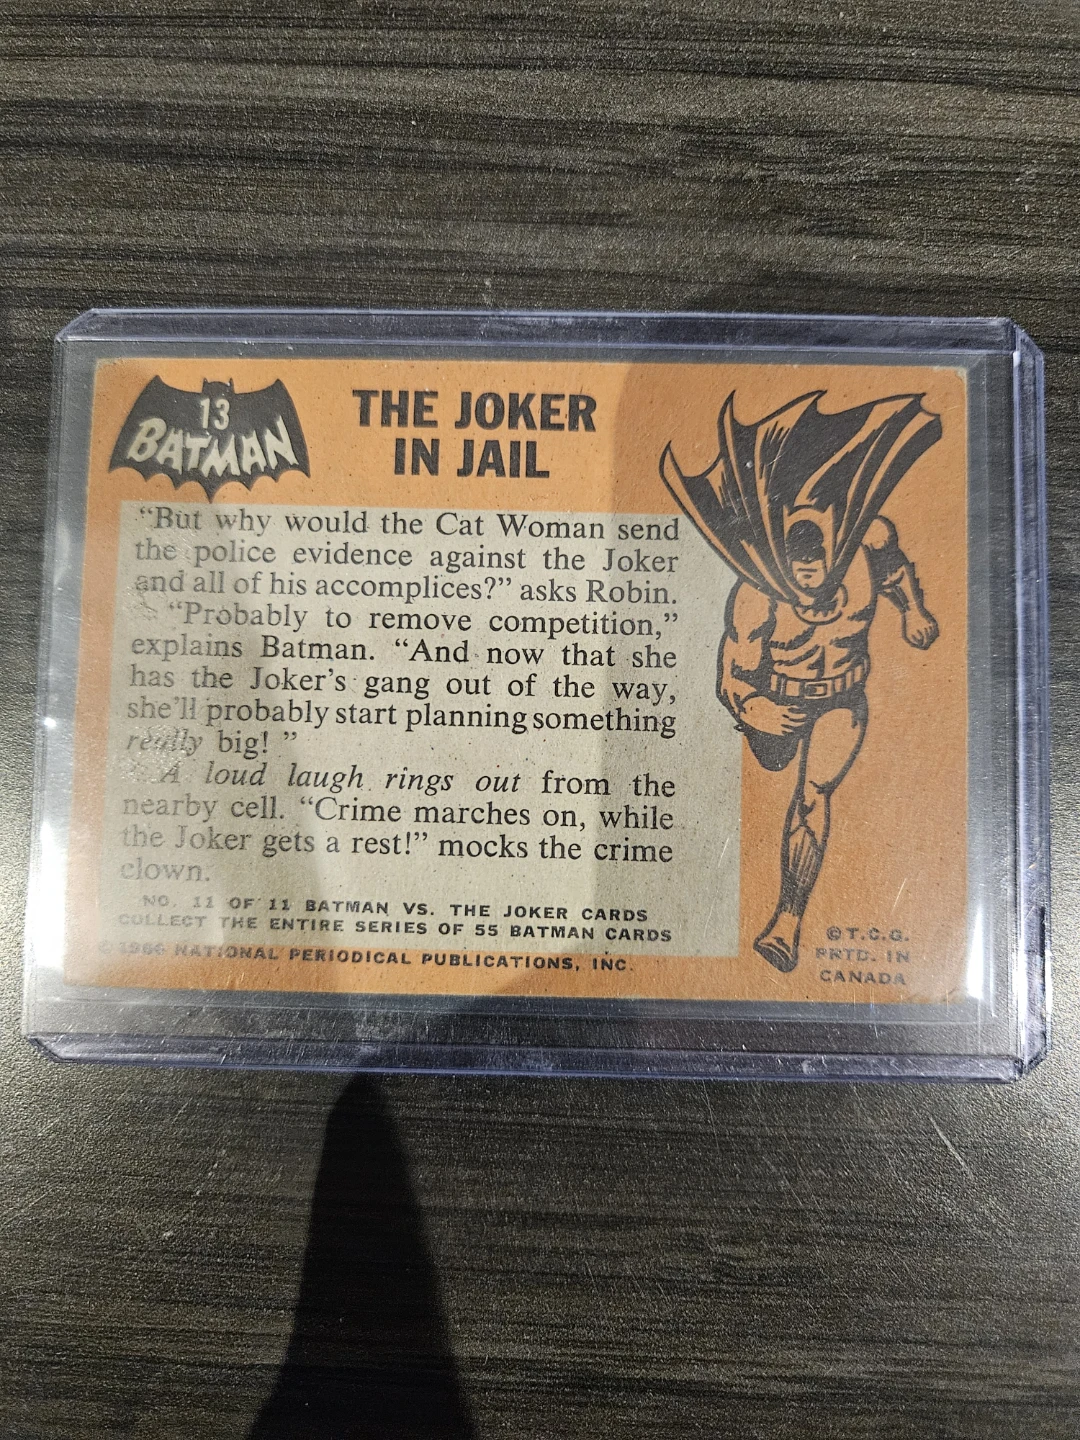 13
BATMAN
THE JOKER
IN JAIL
“But why would the Cat Woman send
the police evidence against the Joker
and all of his accomplices?” asks Robin.
“Probably to remove competition,”
explains Batman. “And now that she
has the Joker’s gang out of the way,
she’ll probably start planning something
really big! ”
A loud laugh rings out from the
nearby cell. “Crime marches on, while
the Joker gets a rest!” mocks the crime
clown.
NO. 11 OF 11 BATMAN VS. THE JOKER CARDS
COLLECT THE ENTIRE SERIES OF 55 BATMAN CARDS
© 1966 NATIONAL PERIODICAL PUBLICATIONS, INC.
© T.C.G.
PRTD. IN
CANADA